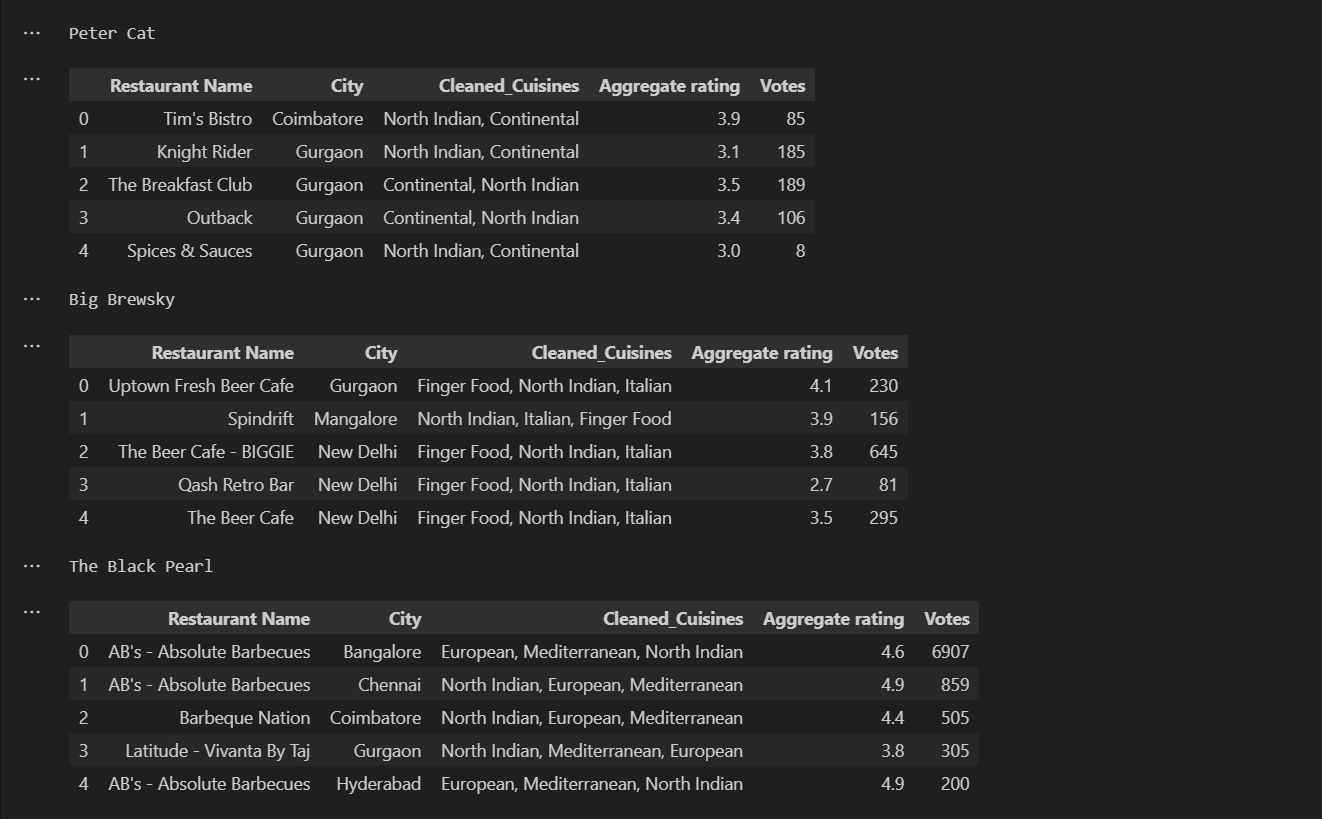 ... Peter Cat
...
Restaurant Name City Cleaned_Cuisines Aggregate rating Votes
0 Tim's Bistro Coimbatore North Indian, Continental 3.9 85
1 Knight Rider Gurgaon North Indian, Continental 3.1 185
2 The Breakfast Club Gurgaon Continental, North Indian 3.5 189
3 Outback Gurgaon Continental, North Indian 3.4 106
4 Spices & Sauces Gurgaon North Indian, Continental 3.0 8
... Big Brewsky
...
Restaurant Name City Cleaned_Cuisines Aggregate rating Votes
0 Uptown Fresh Beer Cafe Gurgaon Finger Food, North Indian, Italian 4.1 230
1 Spindrift Mangalore North Indian, Italian, Finger Food 3.9 156
2 The Beer Cafe - BIGGIE New Delhi Finger Food, North Indian, Italian 3.8 645
3 Qash Retro Bar New Delhi Finger Food, North Indian, Italian 2.7 81
4 The Beer Cafe New Delhi Finger Food, North Indian, Italian 3.5 295
... The Black Pearl
...
Restaurant Name City Cleaned_Cuisines Aggregate rating Votes
0 AB's - Absolute Barbecues Bangalore European, Mediterranean, North Indian 4.6 6907
1 AB's - Absolute Barbecues Chennai North Indian, European, Mediterranean 4.9 859
2 Barbeque Nation Coimbatore North Indian, European, Mediterranean 4.4 505
3 Latitude - Vivanta By Taj Gurgaon North Indian, Mediterranean, European 3.8 305
4 AB's - Absolute Barbecues Hyderabad European, Mediterranean, North Indian 4.9 200